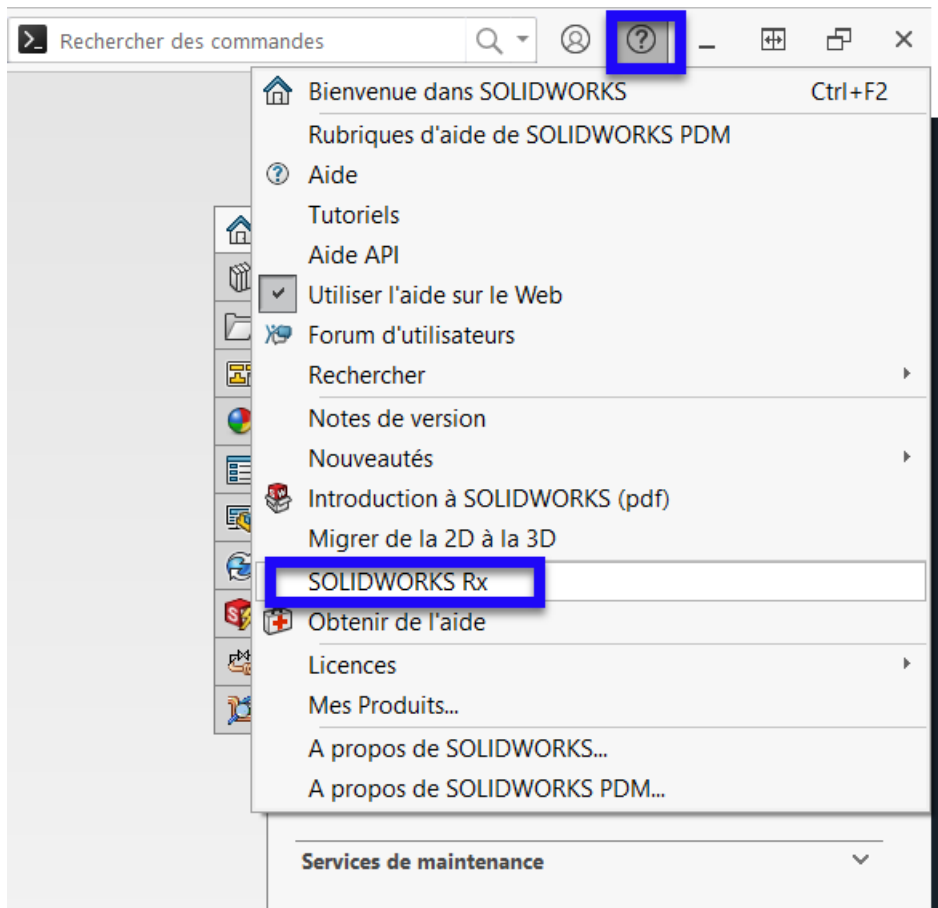 Rechercher des commandes
Bienvenue dans SOLIDWORKS Ctrl+F2
Rubriques d'aide de SOLIDWORKS PDM
Aide
Tutoriels
Aide API
Utiliser l'aide sur le Web
Forum d'utilisateurs
Rechercher
Notes de version
Nouveautés
Introduction à SOLIDWORKS (pdf)
Migrer de la 2D à la 3D
SOLIDWORKS Rx
Obtenir de l'aide
Licences
Mes Produits...
A propos de SOLIDWORKS...
A propos de SOLIDWORKS PDM...
Services de maintenance